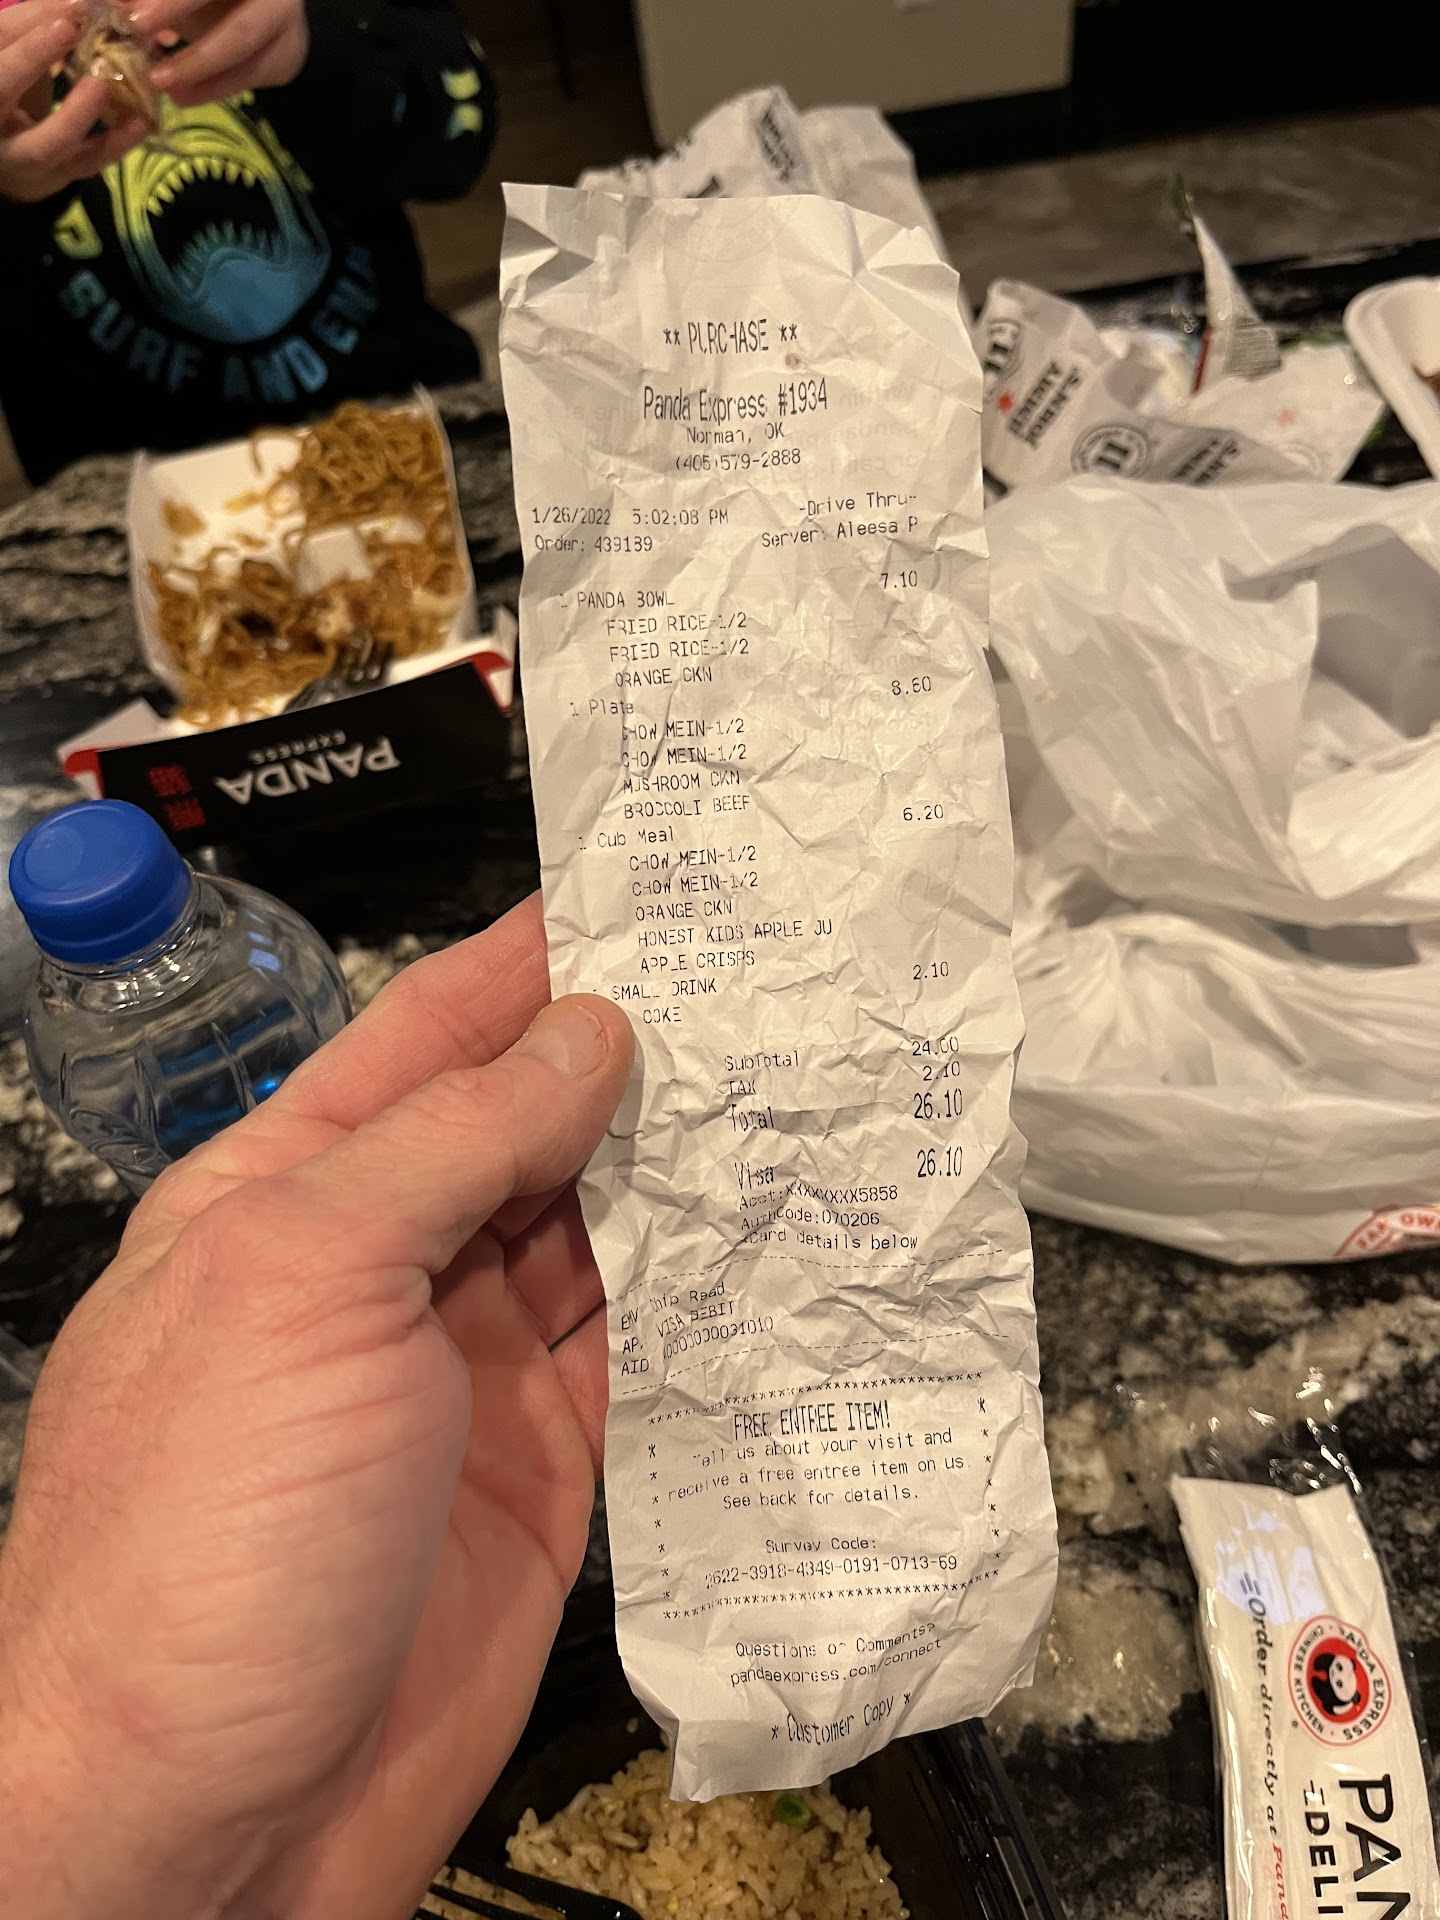 SURF AND
** PURCHASE **
Panda Express #1934
Norman, OK
(405)579-2888
1/26/2022 5:02:08 PM -Drive Thru-
Order: 439139 Server: Aleesa P
1 PANDA BOWL 7.10
FRIED RICE-1/2
FRIED RICE-1/2
ORANGE CKN
1 Plate 8.60
CHOW MEIN-1/2
CHOW MEIN-1/2
MUSHROOM CKN
BROCCOLI BEEF
1 Cub Meal 6.20
CHOW MEIN-1/2
CHOW MEIN-1/2
ORANGE CKN
HONEST KIDS APPLE JU
APPLE CRISPS
SMALL DRINK 2.10
COKE
SubTotal 24.00
TAX 2.10
Total 26.10
Visa 26.10
Acct:XXXXXXXX5858
AuthCode:070206
*Card details below
EMV Chip Read
AP: VISA DEBIT
AID:
FREE ENTREE ITEM!
Tell us about your visit and
receive a free entree item on us.
See back for details.
Survey Code:
2622-3918-4349-0191-0713-69
Questions or Comments?
pandaexpress.com/connect
* Customer Copy *
PANDA
EXPRESS
Order directly at
PANDA EXPRESS
CHINESE KITCHEN